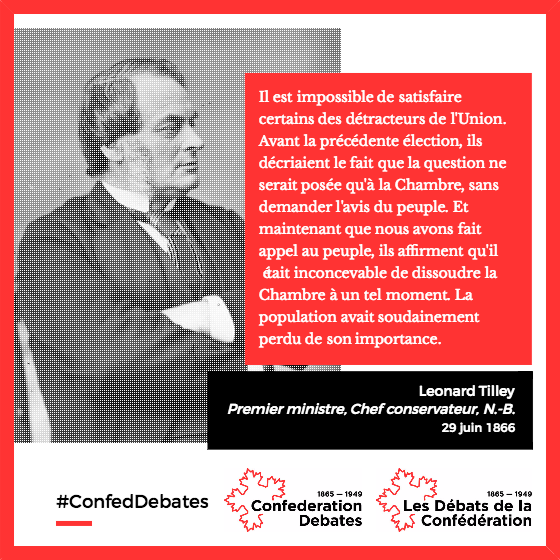 Il est impossible de satisfaire
certains des détracteurs de l'Union.
Avant la précédente élection, ils
décriaient le fait que la question ne
serait posée qu'à la Chambre, sans
demander l'avis du peuple. Et
maintenant que nous avons fait
appel au peuple, ils affirment qu'il
était inconcevable de dissoudre la
Chambre à un tel moment. La
population avait soudainement
perdu de son importance.
Leonard Tilley
Premier ministre, Chef conservateur, N.-B.
29 juin 1866
#ConfedDebates
1865 — 1949
Confederation
Debates
1865 — 1949
Les Débats de la
Confédération